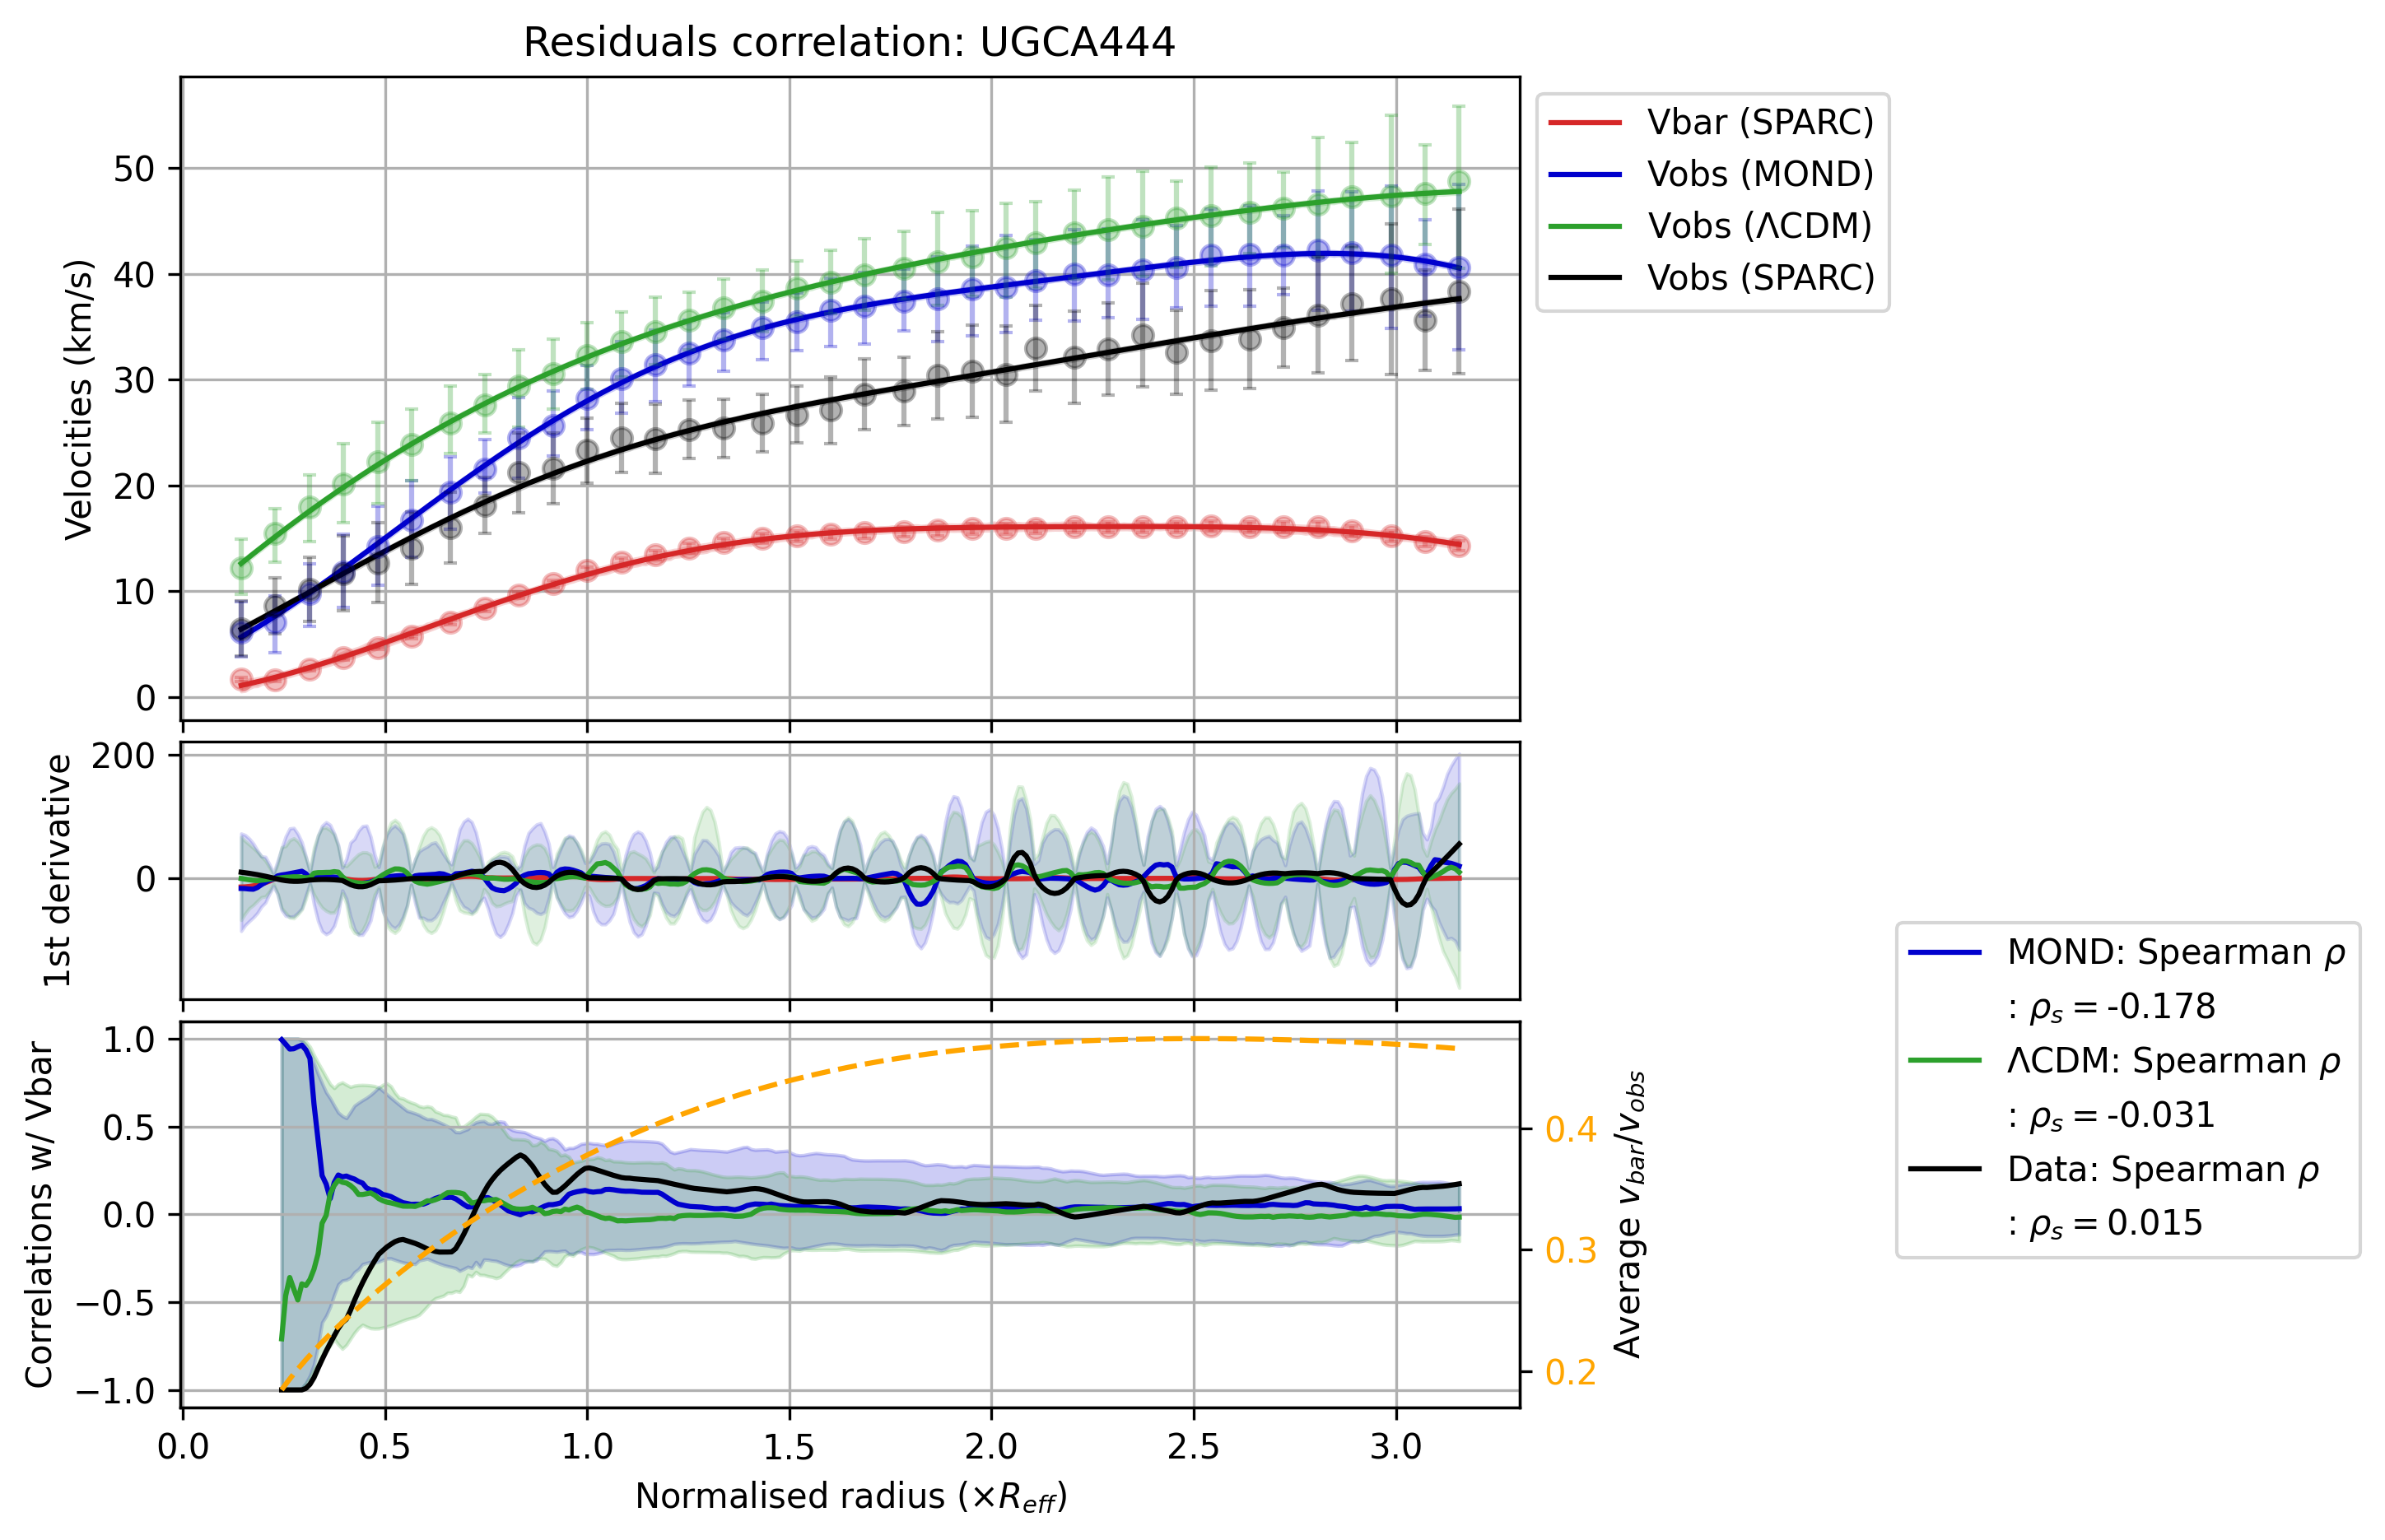 Residuals correlation: UGCA444
Velocities (km/s)
50
40
30
20
10
0
Vbar (SPARC)
Vobs (MOND)
Vobs (ΛCDM)
Vobs (SPARC)
1st derivative
200
0
Correlations w/ Vbar
1.0
0.5
0.0
−0.5
−1.0
0.4
0.3
0.2
Average v_bar/v_obs
MOND: Spearman ρ
: ρ_s = -0.178
ΛCDM: Spearman ρ
: ρ_s = -0.031
Data: Spearman ρ
: ρ_s = 0.015
0.0 0.5 1.0 1.5 2.0 2.5 3.0
Normalised radius (×R_eff)